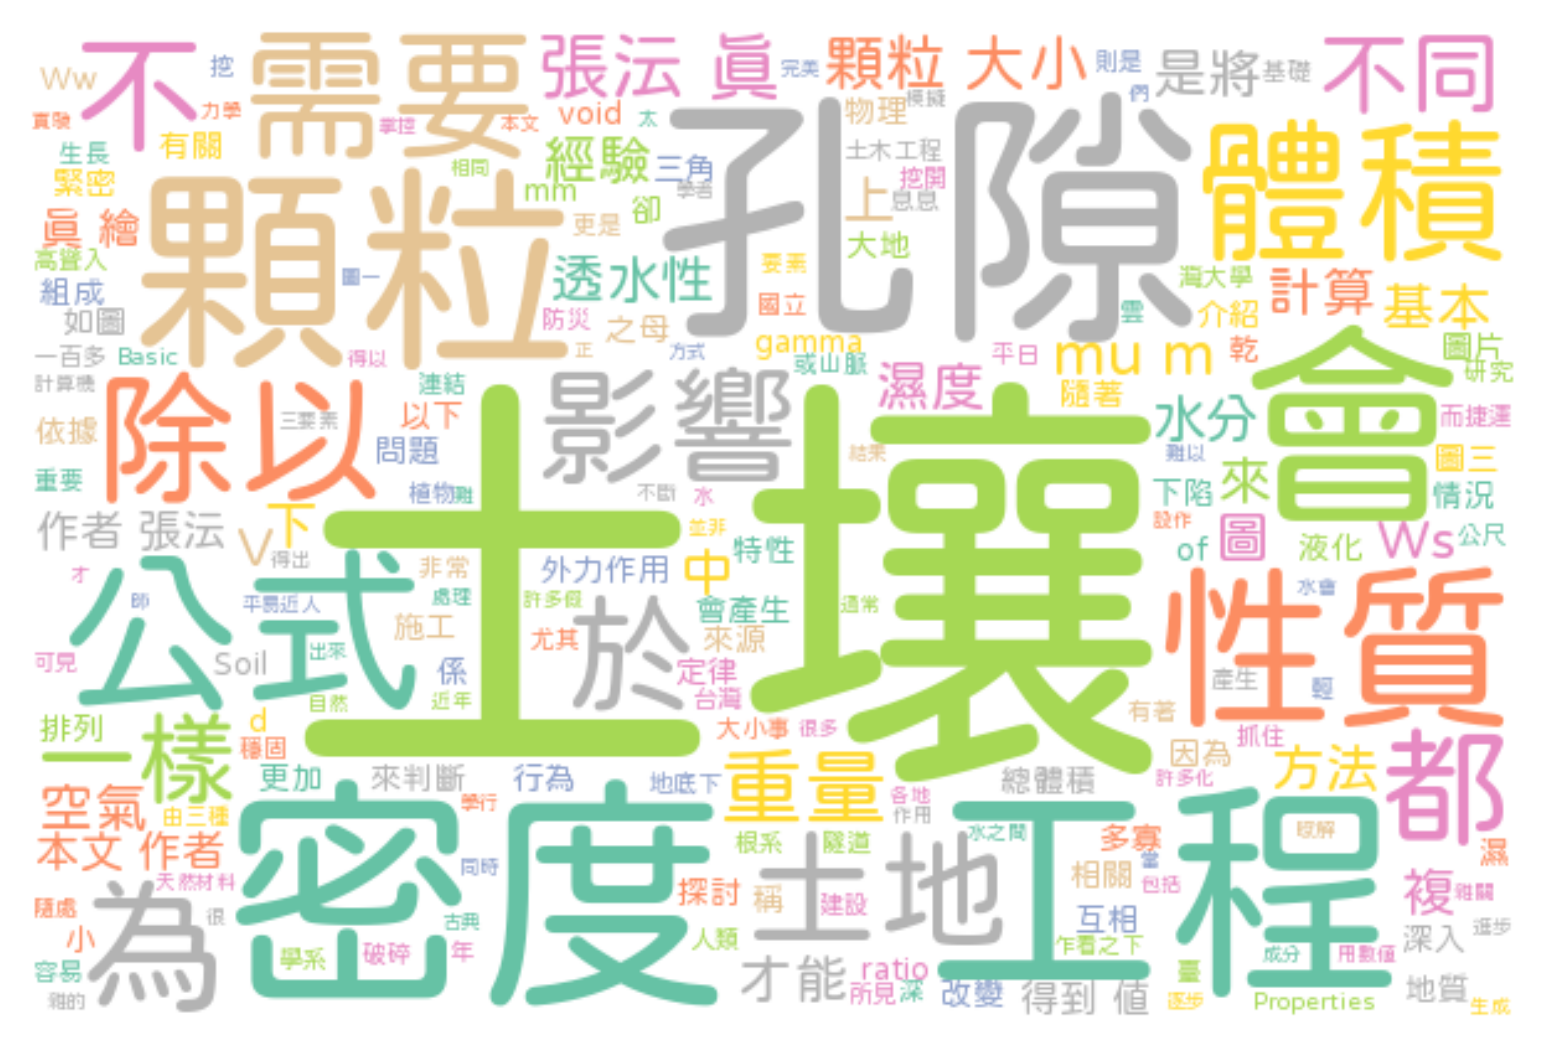 Ww 不 挖 需要 張沄 眞 完美 顆粒 大小 則是 是將 基礎 不同
實驗 力學 掌控 本文 void 太 物理 模擬 們
生長 有關 相同 經驗 三角 孔隙 土木工程 體積
緊密 mm 學者 挖開
眞 繪 顆粒 更是 卻 上 息息
高聳入 圖一 透水性 大地 要素 灣大學
組成 國立 雲 介紹 計算 基本
如圖 防災 之母
一百多 Basic 得以 正 方式 gamma 或山脈 平日 mu m 乾 圖片
計算機 除以 連結 影響 濕度 隨著 會 研究
依據 三要素 以下 水分 而捷運
重要 問題 結果 難以 圖三
植物 難 不斷 水 土壤 下陷 來 情況
作者 張沄 V 下 得出 並非 設作
特性 of 圖 液化 Ws 公尺
才 公式 非常 外力作用 中
師 平易近人 處理 許多假 會產生 通常 性質 水會
施工 尤其 於 來源
可見 Soil 出來 係 定律 產生 輕
自然 近年 台灣 有著
排列 一樣 d 穩固 大小事 很多 抓住 都
更加 來判斷 行為 地底下 重量 總體積 因為 許多化 方法
空氣 由三種 學行 各地 作用
本文 作者 密度 根系 隧道 水之間 工程 多寡 暇解
天然材料 同時 土地 當 濕
隨處 為 很 探討 稱 建設 相關 包括 複 雜關
小 古典 互相 進步
容易 學系 破碎 年 人類 乍看之下 成分 用數值 深入
雜的 才能 ratio 臺 地質
所見 深 改變 得到 值 逐步 Properties 生成